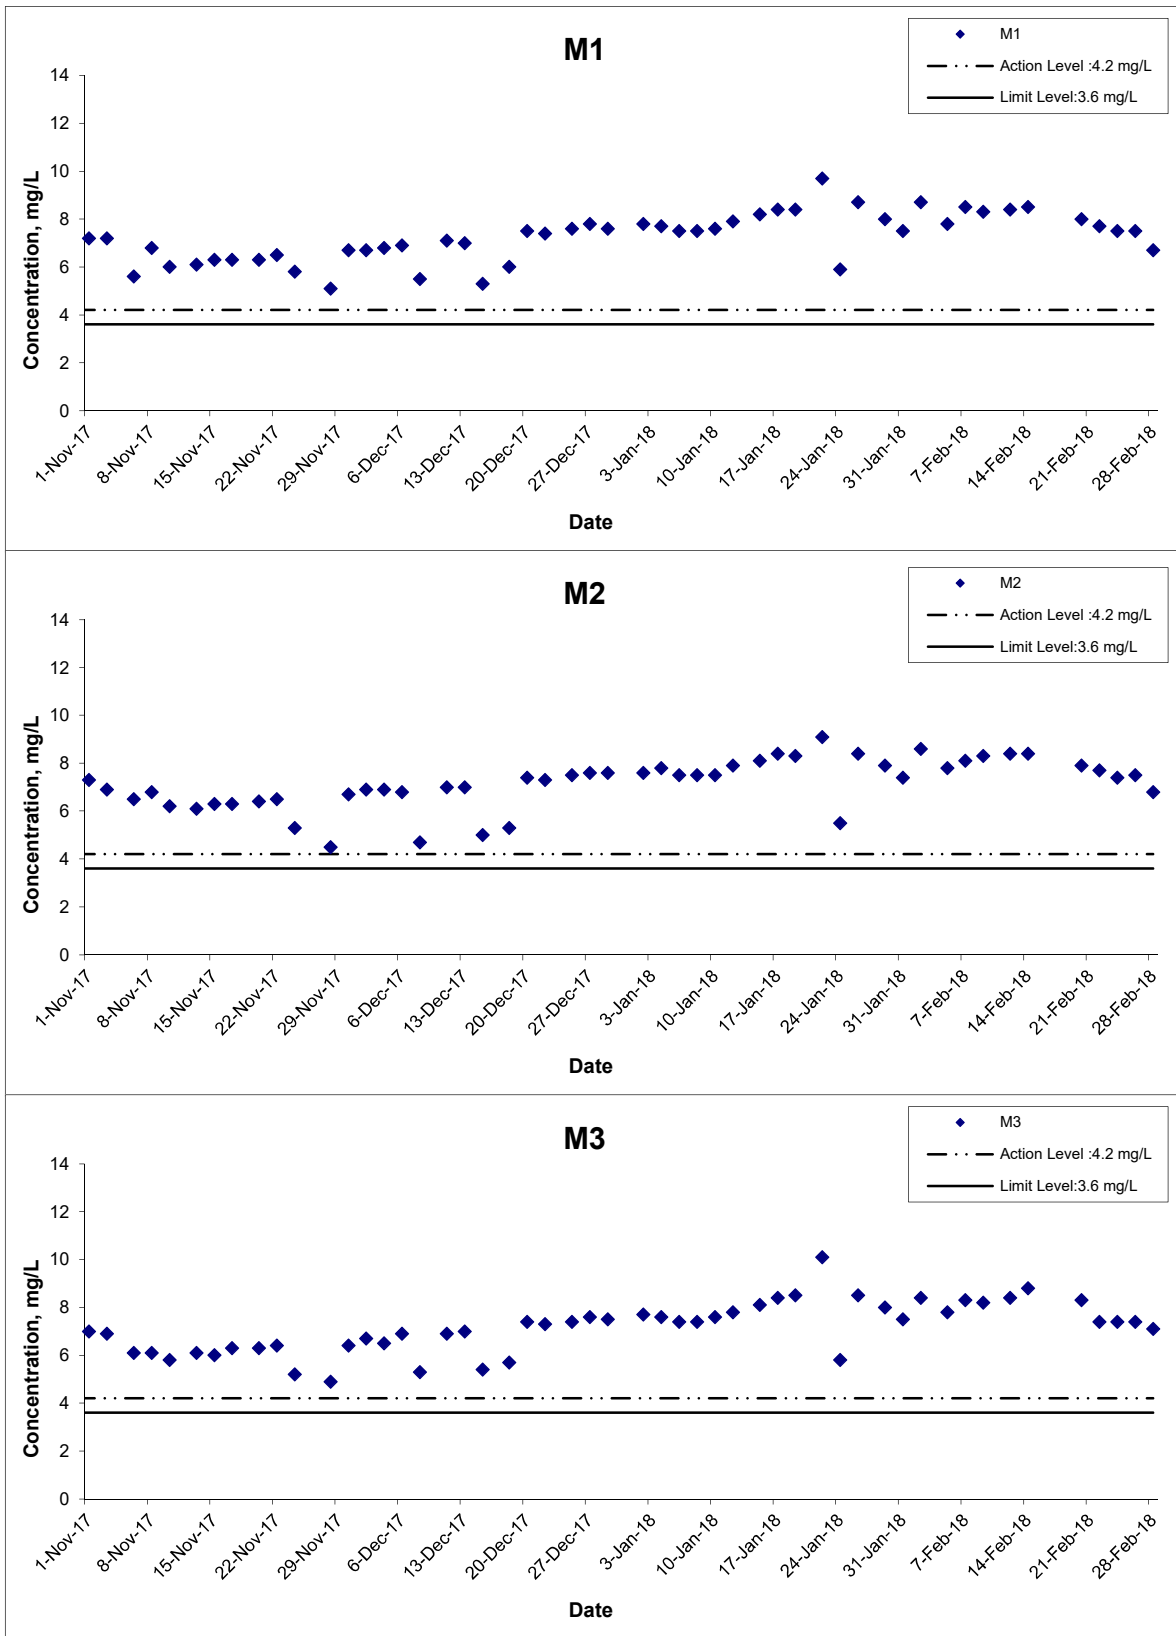 M1
M1
Action Level :4.2 mg/L
Limit Level:3.6 mg/L
Concentration, mg/L
14
12
10
8
6
4
2
0
1-Nov-17
8-Nov-17
15-Nov-17
22-Nov-17
29-Nov-17
6-Dec-17
13-Dec-17
20-Dec-17
27-Dec-17
3-Jan-18
10-Jan-18
17-Jan-18
24-Jan-18
31-Jan-18
7-Feb-18
14-Feb-18
21-Feb-18
28-Feb-18
Date
M2
M2
Action Level :4.2 mg/L
Limit Level:3.6 mg/L
Concentration, mg/L
14
12
10
8
6
4
2
0
1-Nov-17
8-Nov-17
15-Nov-17
22-Nov-17
29-Nov-17
6-Dec-17
13-Dec-17
20-Dec-17
27-Dec-17
3-Jan-18
10-Jan-18
17-Jan-18
24-Jan-18
31-Jan-18
7-Feb-18
14-Feb-18
21-Feb-18
28-Feb-18
Date
M3
M3
Action Level :4.2 mg/L
Limit Level:3.6 mg/L
Concentration, mg/L
14
12
10
8
6
4
2
0
1-Nov-17
8-Nov-17
15-Nov-17
22-Nov-17
29-Nov-17
6-Dec-17
13-Dec-17
20-Dec-17
27-Dec-17
3-Jan-18
10-Jan-18
17-Jan-18
24-Jan-18
31-Jan-18
7-Feb-18
14-Feb-18
21-Feb-18
28-Feb-18
Date